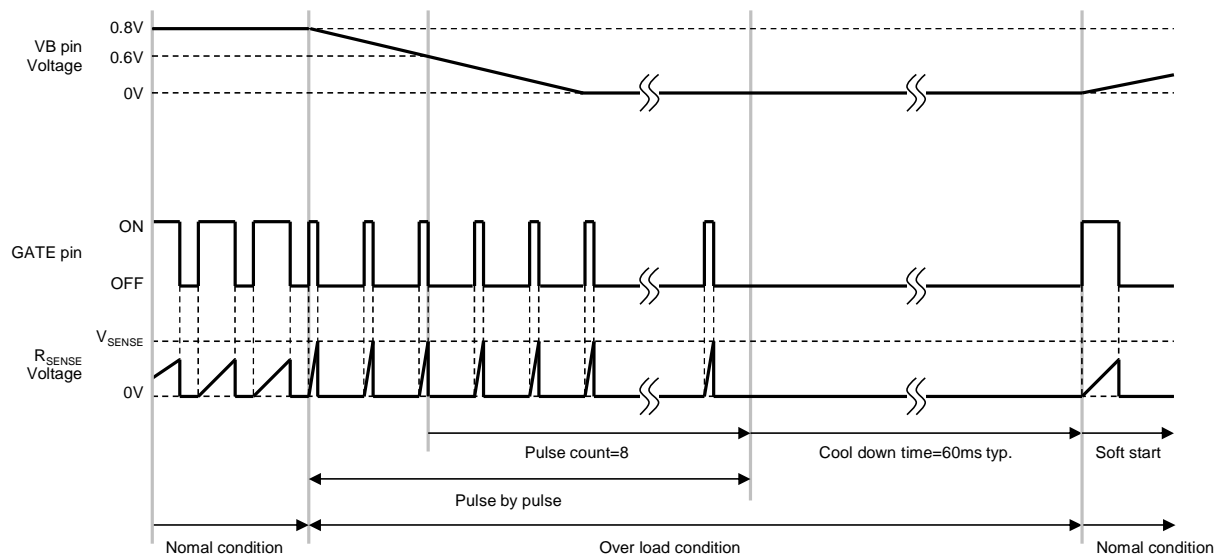 0.8V
VB pin
Voltage
0.6V
0V
ON
GATE pin
OFF
VSENSE
RSENSE
Voltage
0V
Pulse count=8
Cool down time=60ms typ.
Soft start
Pulse by pulse
Nomal condition
Over load condition
Nomal condition